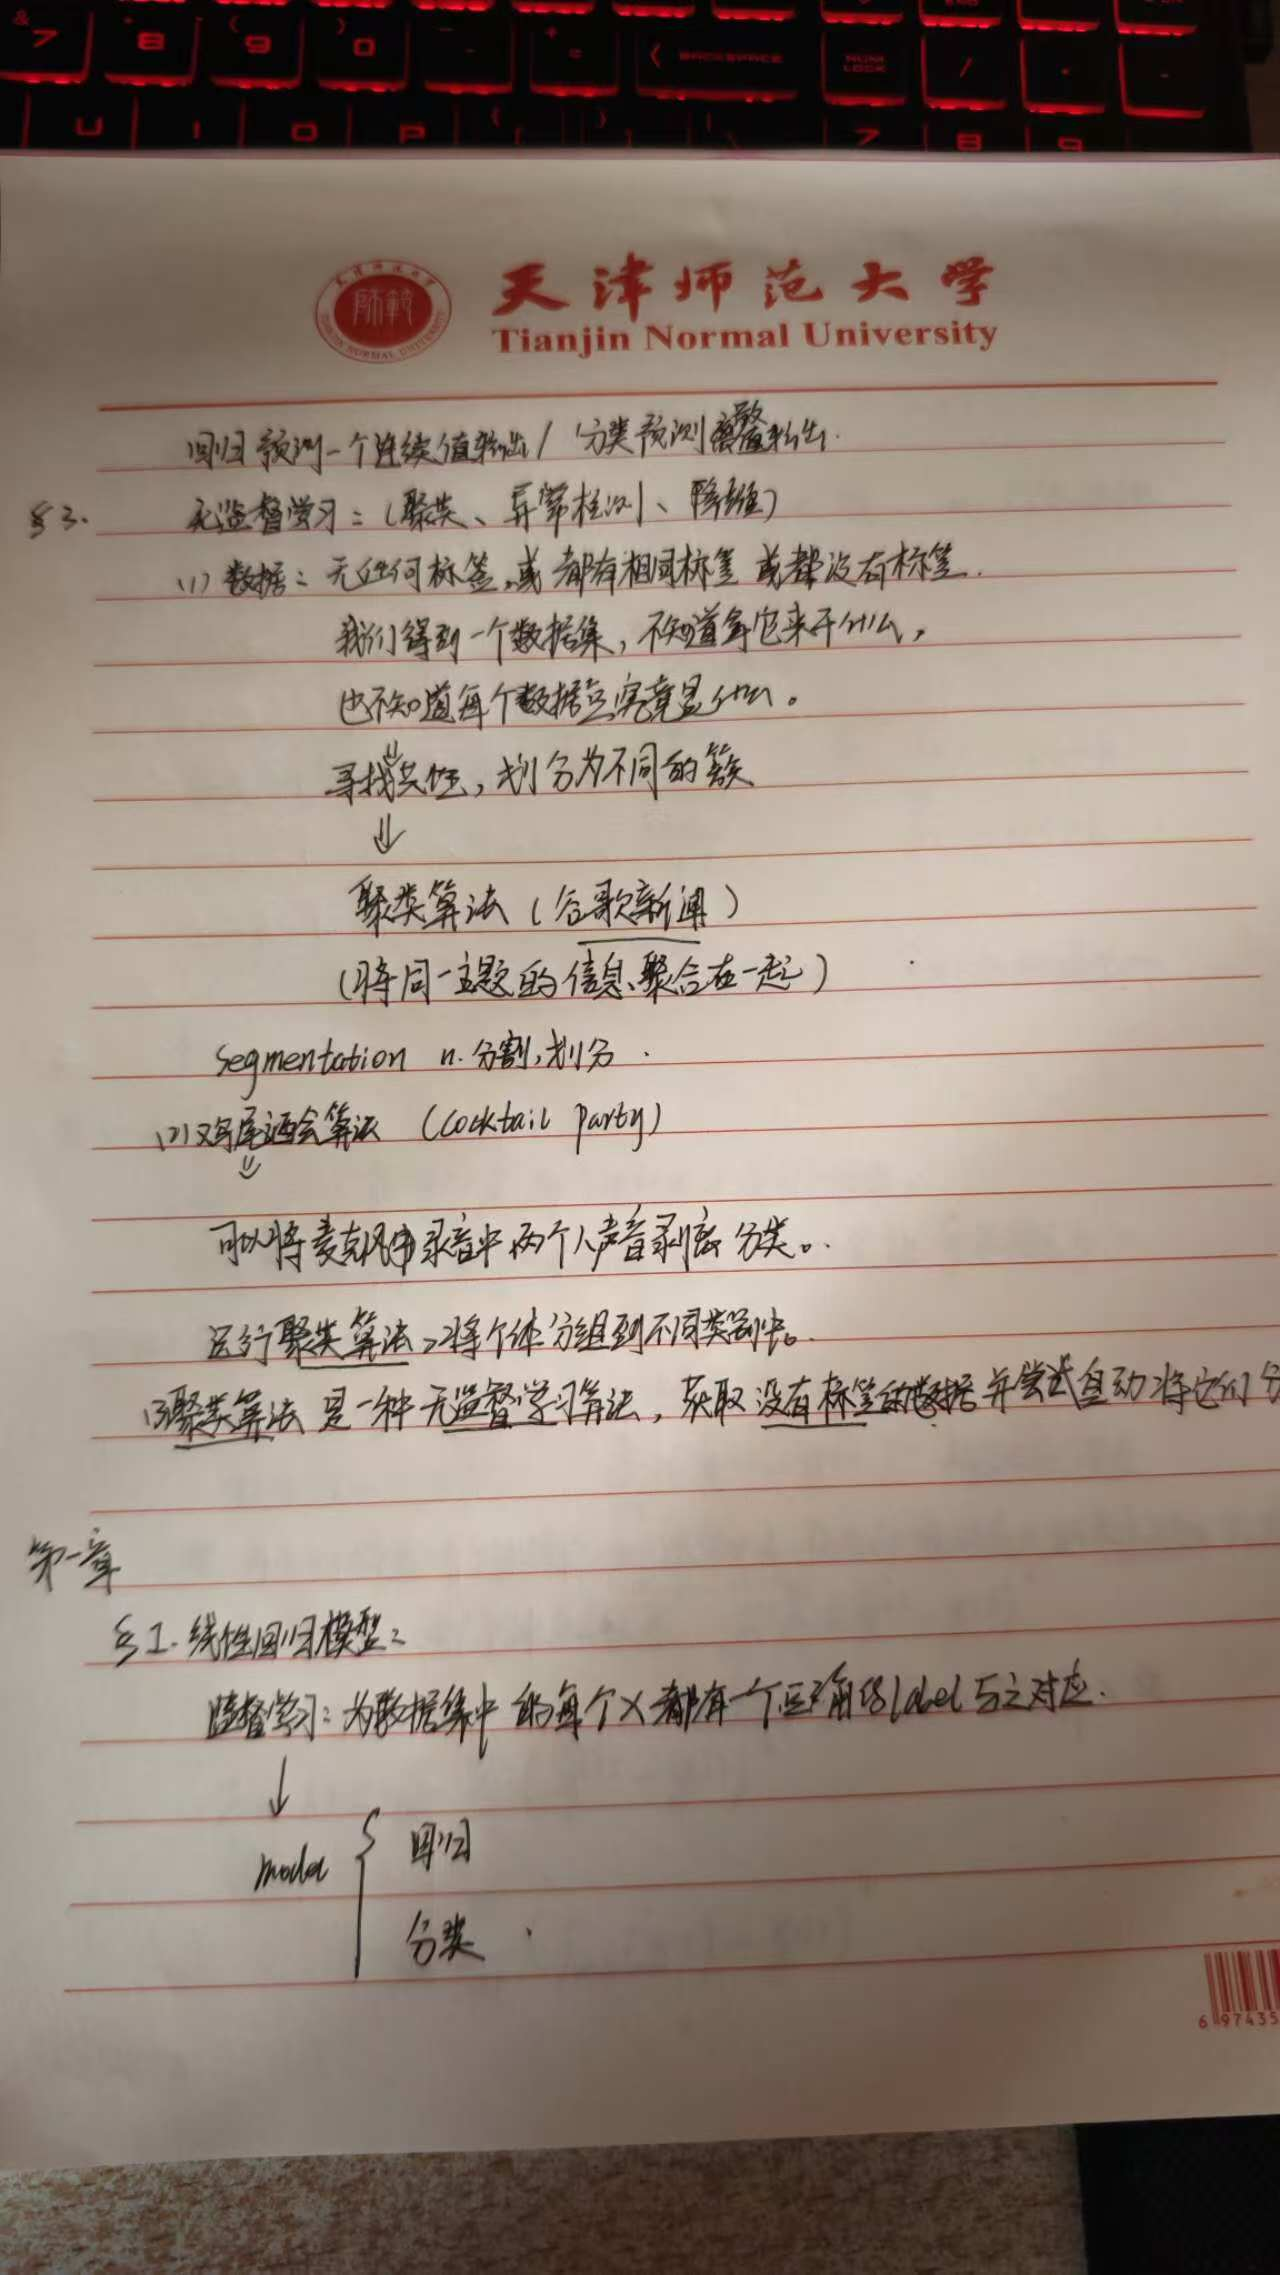 7 8 9 0 - + = BACKSPACE NUM LOCK / . -
U I O P 7 8 9
天津师范大学
Tianjin Normal University
回归预测一个连续值输出 / 分类预测离散输出.
§3. 无监督学习:(聚类、异常检测、降维)
(1) 数据:无任何标签,或都有相同标签或都没有标签.
我们得到一个数据集,不知道拿它来干什么,
也不知道每个数据点究竟是什么。
⇓
寻找共性,划分为不同的簇
⇓
聚类算法(谷歌新闻)
(将同一主题的信息聚合在一起)
Segmentation n.分割,划分.
(2)鸡尾酒会算法 (Cocktail party)
⇓
可以将麦克风中录音中两个人声音剥离分类。
运行聚类算法:将个体分组到不同类别中。
(3)聚类算法是一种无监督学习算法,获取没有标签的数据并尝试自动将它们分
第一章
§1.线性回归模型:
监督学习:为数据集中的每个X都有一个正确的label与之对应.
↓
model { 回归
分类.
697435